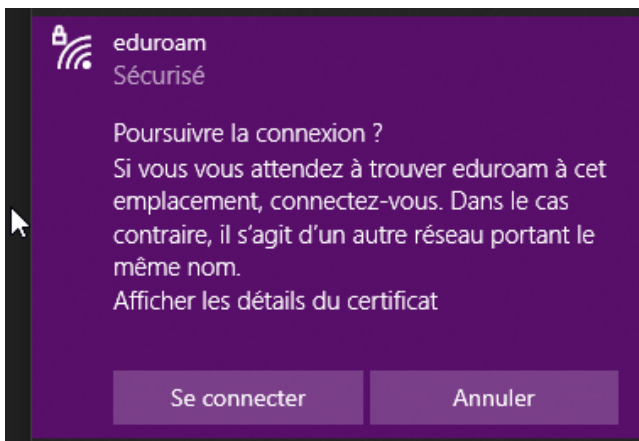 eduroam
Sécurisé
Poursuivre la connexion ?
Si vous vous attendez à trouver eduroam à cet
emplacement, connectez-vous. Dans le cas
contraire, il s'agit d'un autre réseau portant le
même nom.
Afficher les détails du certificat
Se connecter
Annuler